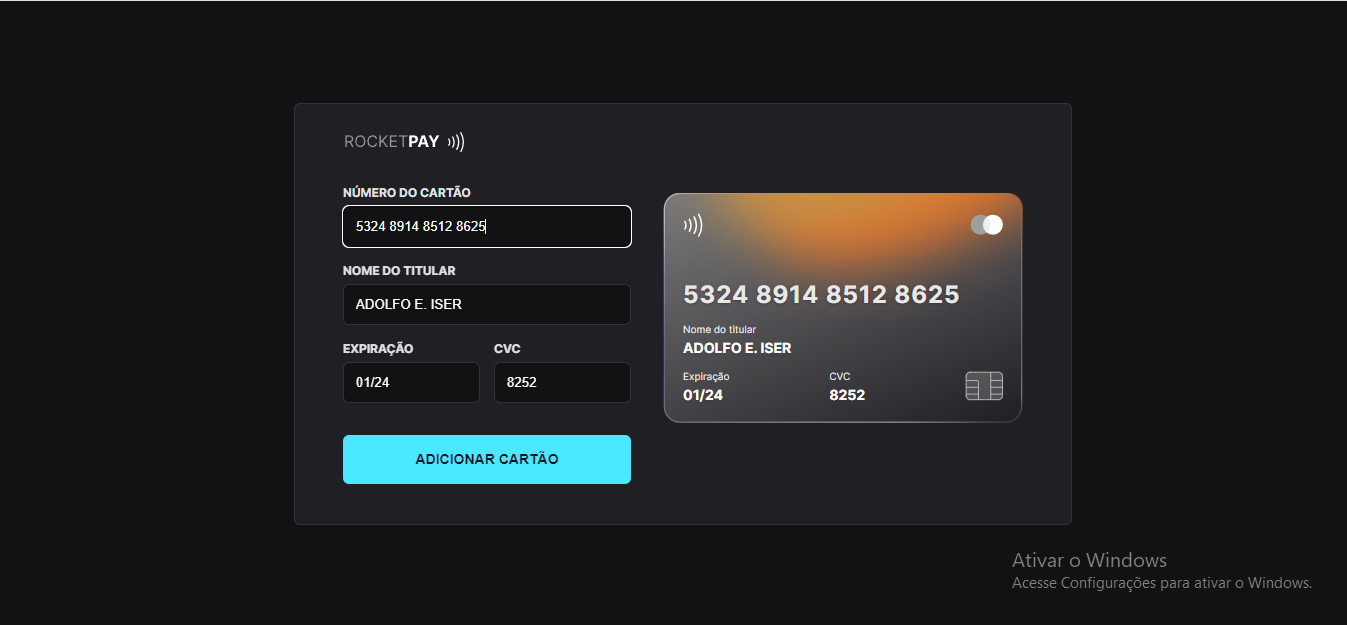 ROCKETPAY
NÚMERO DO CARTÃO
5324 8914 8512 8625
NOME DO TITULAR
ADOLFO E. ISER
EXPIRAÇÃO CVC
01/24 8252
ADICIONAR CARTÃO
5324 8914 8512 8625
Nome do titular
ADOLFO E. ISER
Expiração CVC
01/24 8252
Ativar o Windows
Acesse Configurações para ativar o Windows.